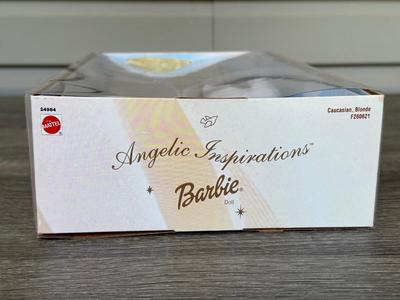 24984
MATTEL
Caucasian, Blonde
F260621
Angelic Inspirations™
Barbie®
Doll